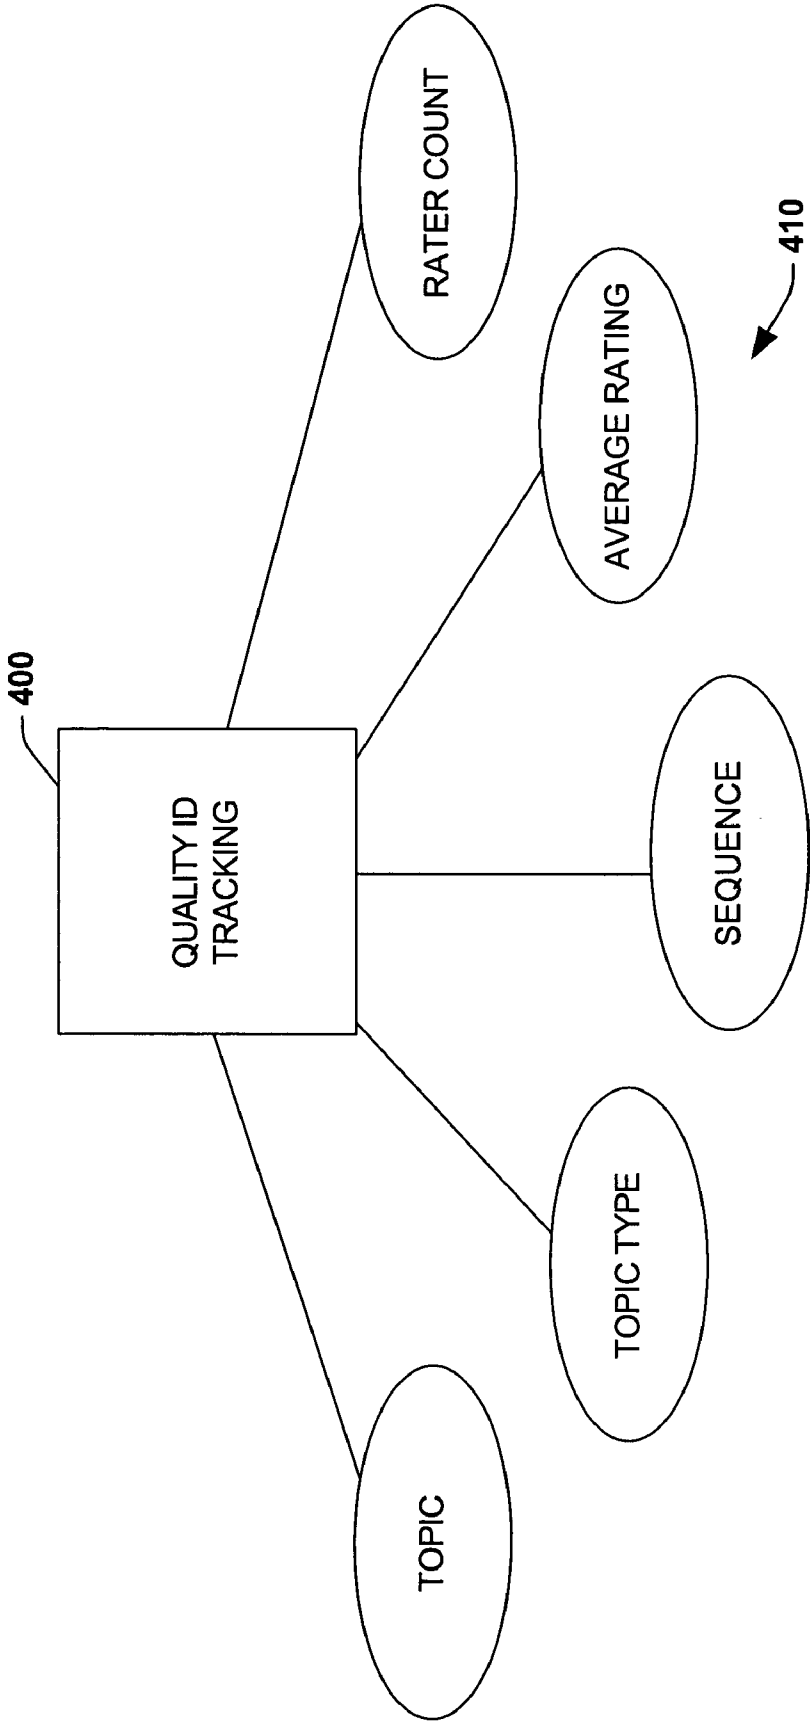 400
QUALITY ID
TRACKING
TOPIC
TOPIC TYPE
SEQUENCE
AVERAGE RATING
RATER COUNT
410